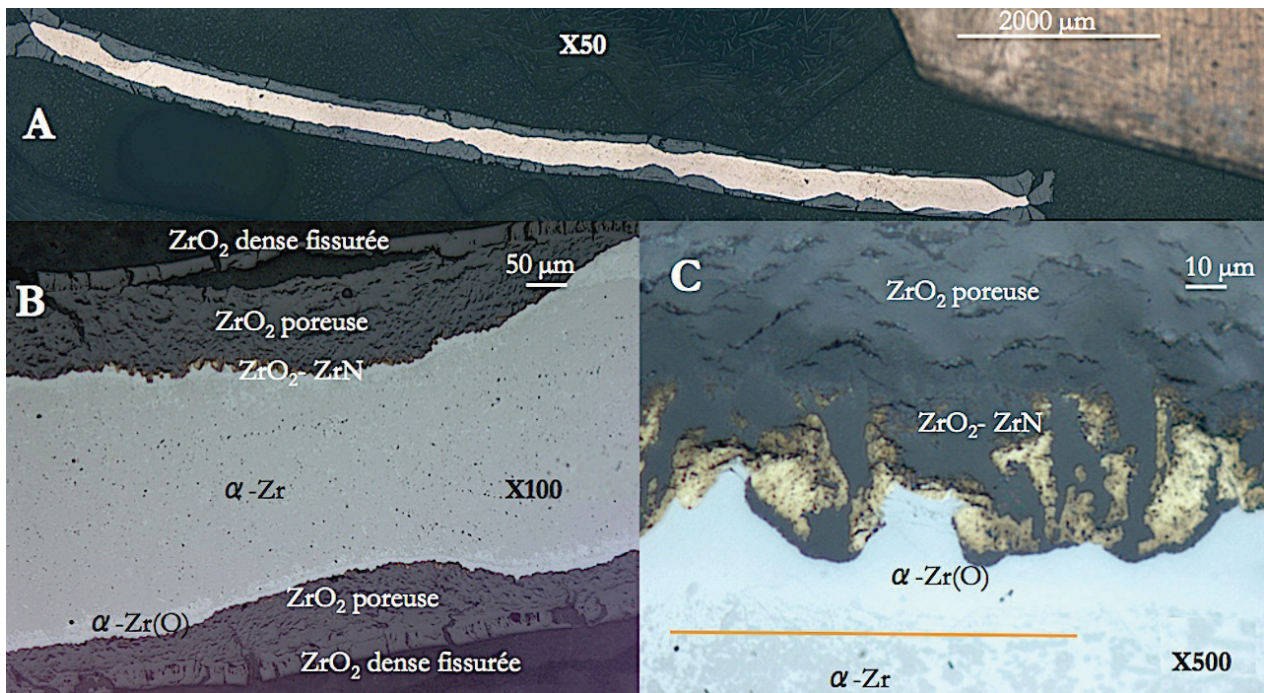 2000 μm
X50
A
ZrO₂ dense fissurée
50 μm
B
ZrO₂ poreuse
ZrO₂- ZrN
α-Zr
X100
ZrO₂ poreuse
α-Zr(O)
ZrO₂ dense fissurée
C
10 μm
ZrO₂ poreuse
ZrO₂- ZrN
α-Zr(O)
X500
α-Zr